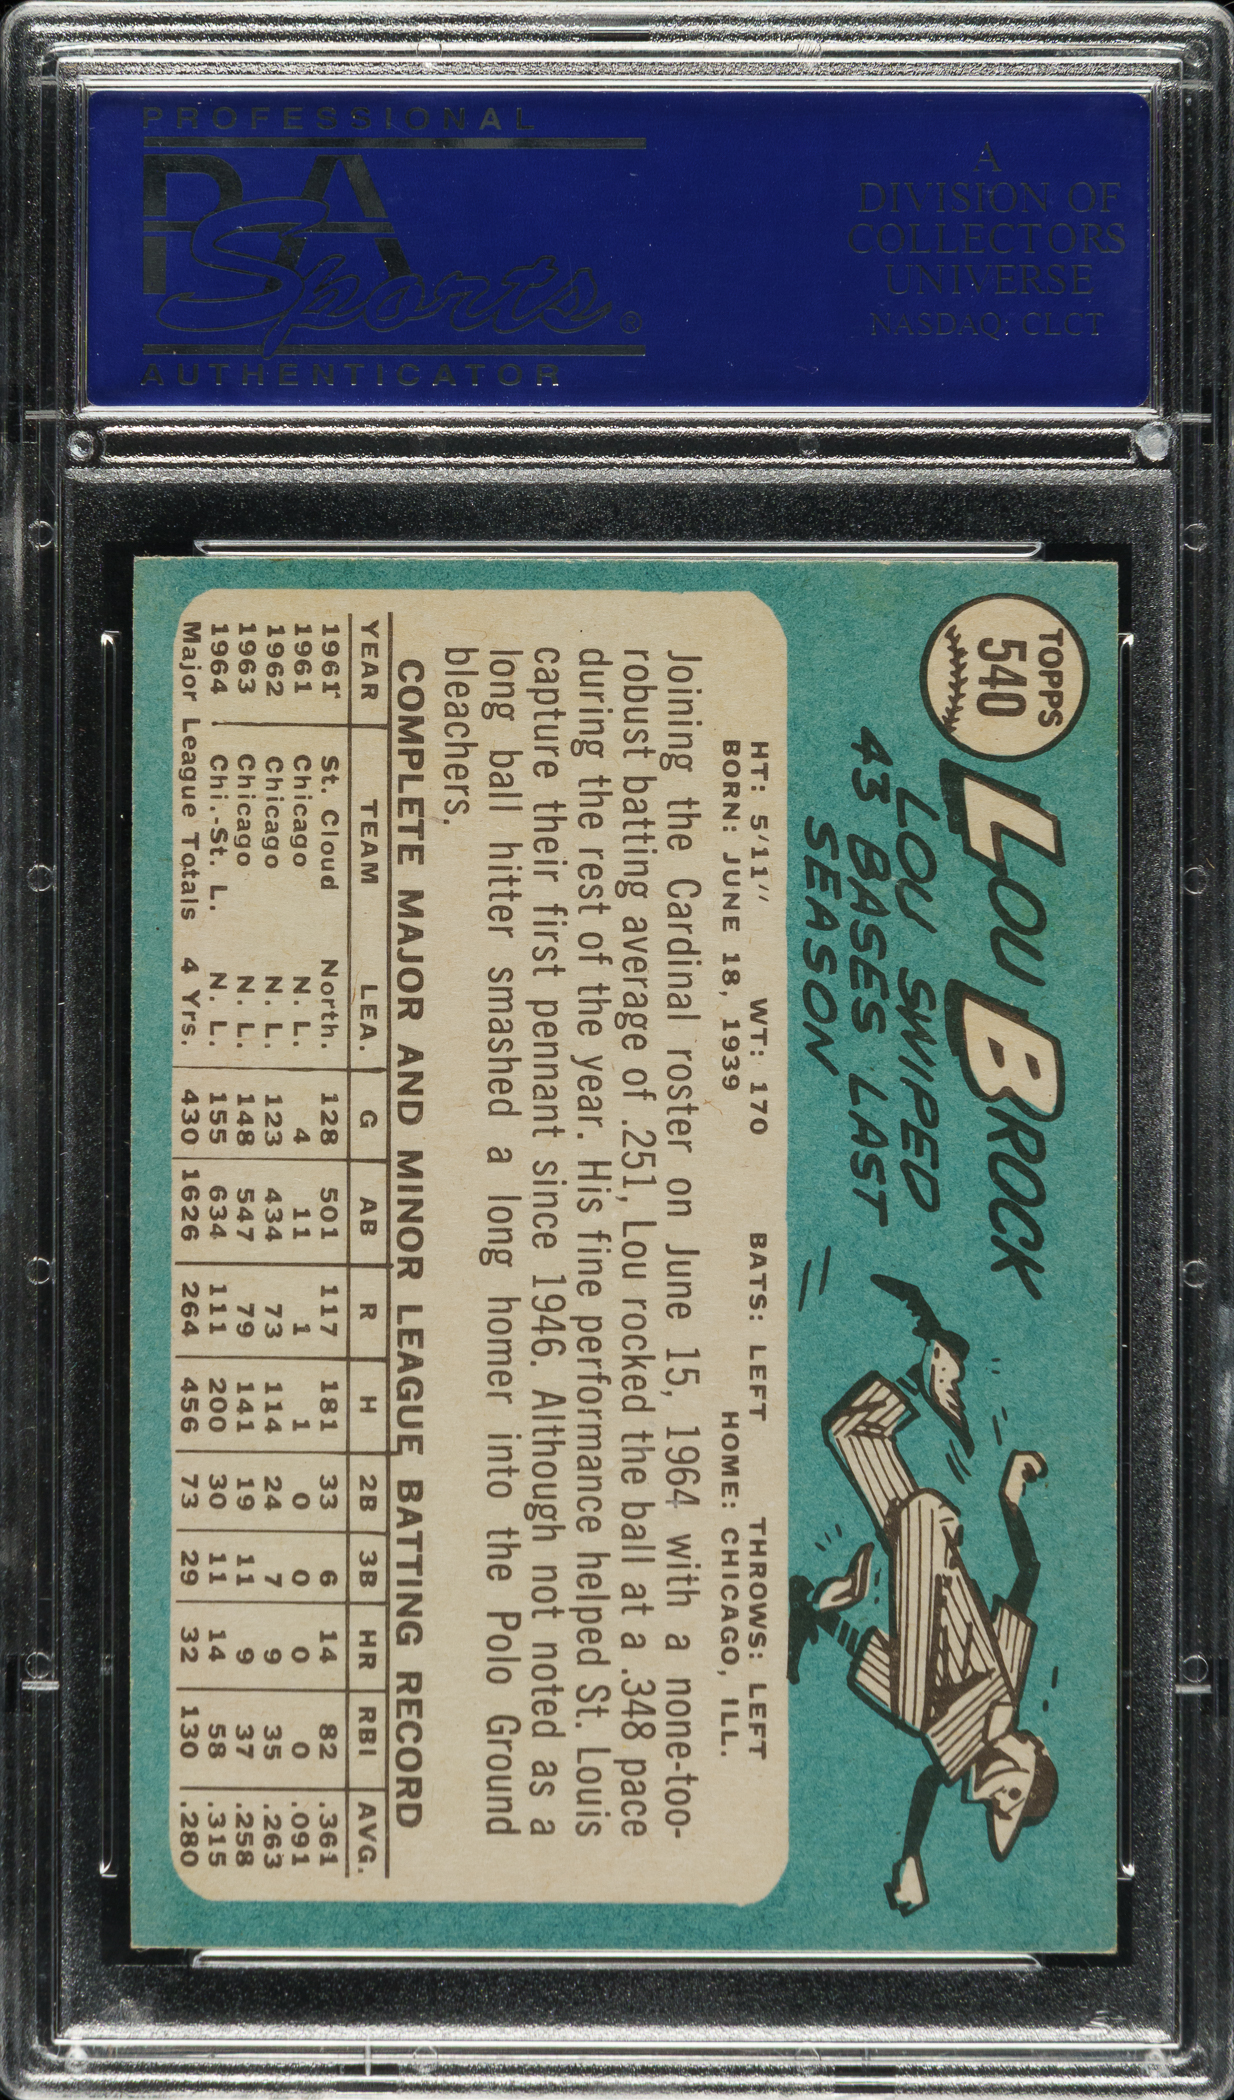 PROFESSIONAL
PSA
Sports®
AUTHENTICATOR
A
DIVISION OF
COLLECTORS
UNIVERSE
NASDAQ: CLCT
TOPPS
540
LOU BROCK
LOU SWIPED
43 BASES LAST
SEASON
HT: 5'11" WT: 170 BATS: LEFT THROWS: LEFT
BORN: JUNE 18, 1939 HOME: CHICAGO, ILL.
Joining the Cardinal roster on June 15, 1964 with a none-too-
robust batting average of .251, Lou rocked the ball at a .348 pace
during the rest of the year. His fine performance helped St. Louis
capture their first pennant since 1946. Although not noted as a
long ball hitter smashed a long homer into the Polo Ground
bleachers.
COMPLETE MAJOR AND MINOR LEAGUE BATTING RECORD
YEAR TEAM LEA. G AB R H 2B 3B HR RBI AVG.
1961 St. Cloud North. 128 501 117 181 33 6 14 82 .361
1961 Chicago N. L. 4 11 1 1 0 0 0 0 .091
1962 Chicago N. L. 123 434 73 114 24 7 9 35 .263
1963 Chicago N. L. 148 547 79 141 19 11 9 37 .258
1964 Chi.-St. L. N. L. 155 634 111 200 30 11 14 58 .315
Major League Totals 4 Yrs. 430 1626 264 456 73 29 32 130 .280